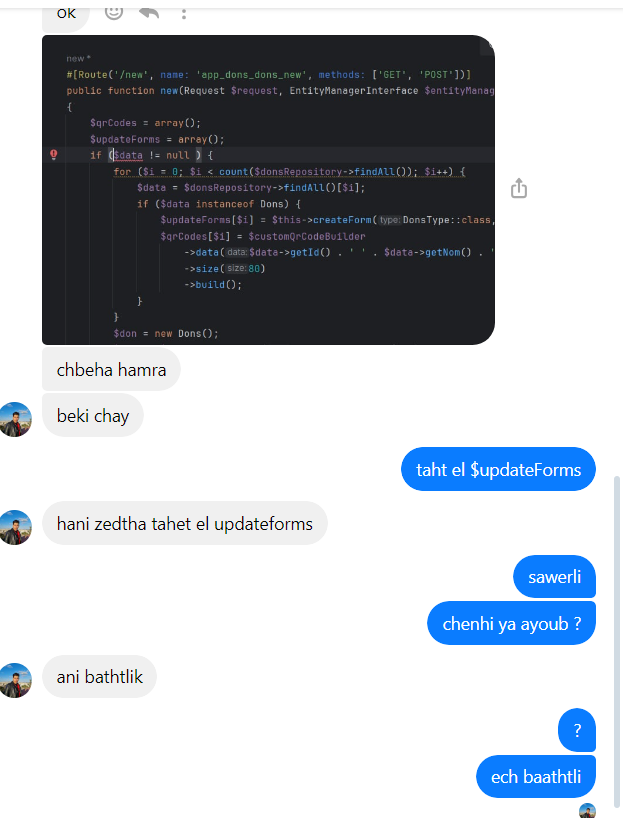 OK
new *
#[Route('/new', name: 'app_dons_dons_new', methods: ['GET', 'POST'])]
public function new(Request $request, EntityManagerInterface $entityManag
{
$qrCodes = array();
$updateForms = array();
if ($data != null ) {
for ($i = 0; $i < count($donsRepository->findAll()); $i++) {
$data = $donsRepository->findAll()[$i];
if ($data instanceof Dons) {
$updateForms[$i] = $this->createForm( type: DonsType::class,
$qrCodes[$i] = $customQrCodeBuilder
->data( data: $data->getId() . ' ' . $data->getNom() . '
->size( size: 80)
->build();
}
}
$don = new Dons();
chbeha hamra
beki chay
taht el $updateForms
hani zedtha tahet el updateforms
sawerli
chenhi ya ayoub ?
ani bathtlik
?
ech baathtli